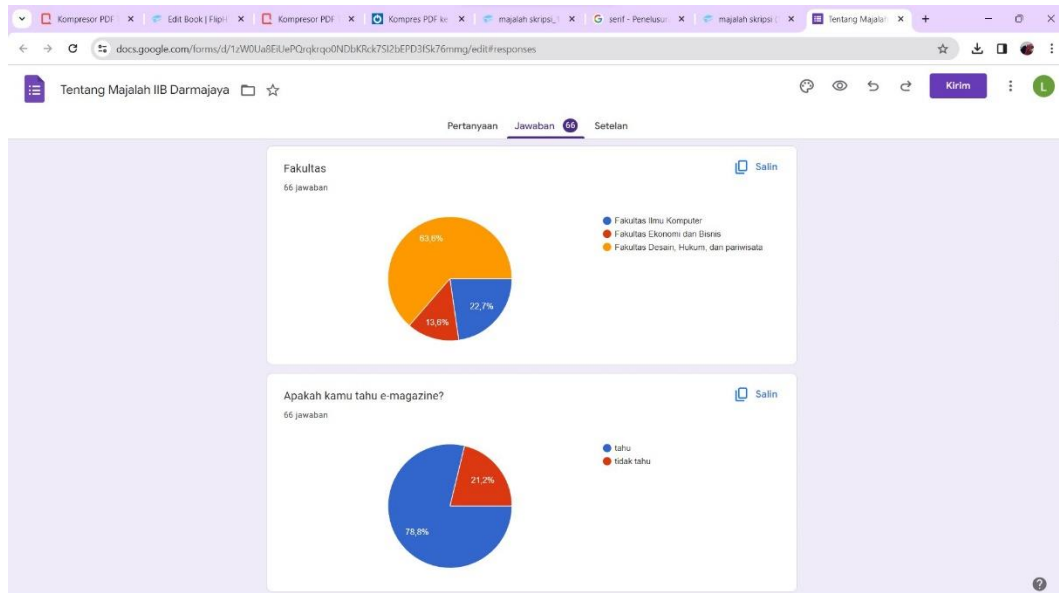 Kompresor PDF
Edit Book | FlipH
Kompresor PDF
Kompres PDF ke
majalah skripsi_
serif - Penelusur
majalah skripsi
Tentang Majalah
docs.google.com/forms/d/
/edit#responses
Tentang Majalah IIB Darmajaya
Kirim
L
Pertanyaan Jawaban 66 Setelan
Fakultas
Salin
66 jawaban
63,6%
22,7%
13,6%
Fakultas Ilmu Komputer
Fakultas Ekonomi dan Bisnis
Fakultas Desain, Hukum, dan pariwisata
Apakah kamu tahu e-magazine?
Salin
66 jawaban
21,2%
78,8%
tahu
tidak tahu